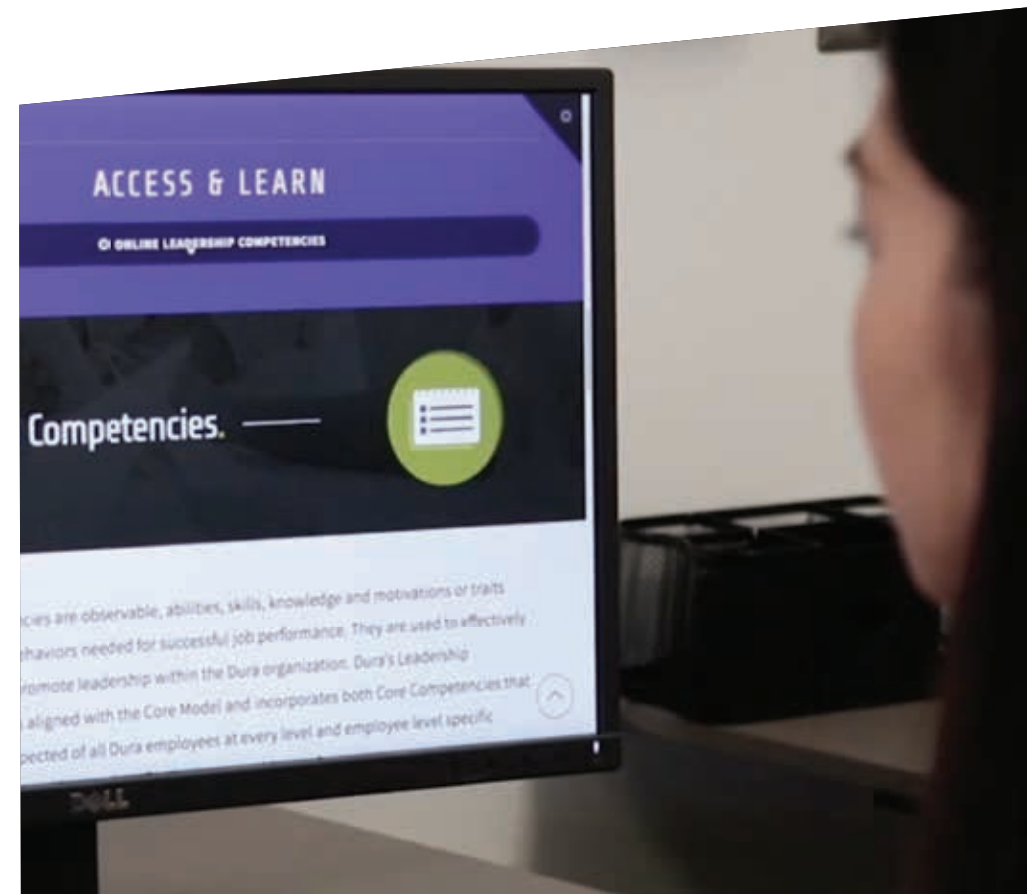 ACCESS & LEARN
ONLINE LEADERSHIP COMPETENCIES
Competencies.
cies are observable, abilities, skills, knowledge and motivations or traits
ehaviors needed for successful job performance. They are used to effectively
romote leadership within the Dura organization. Dura's Leadership
aligned with the Core Model and incorporates both Core Competencies that
pected of all Dura employees at every level and employee level specific
DELL